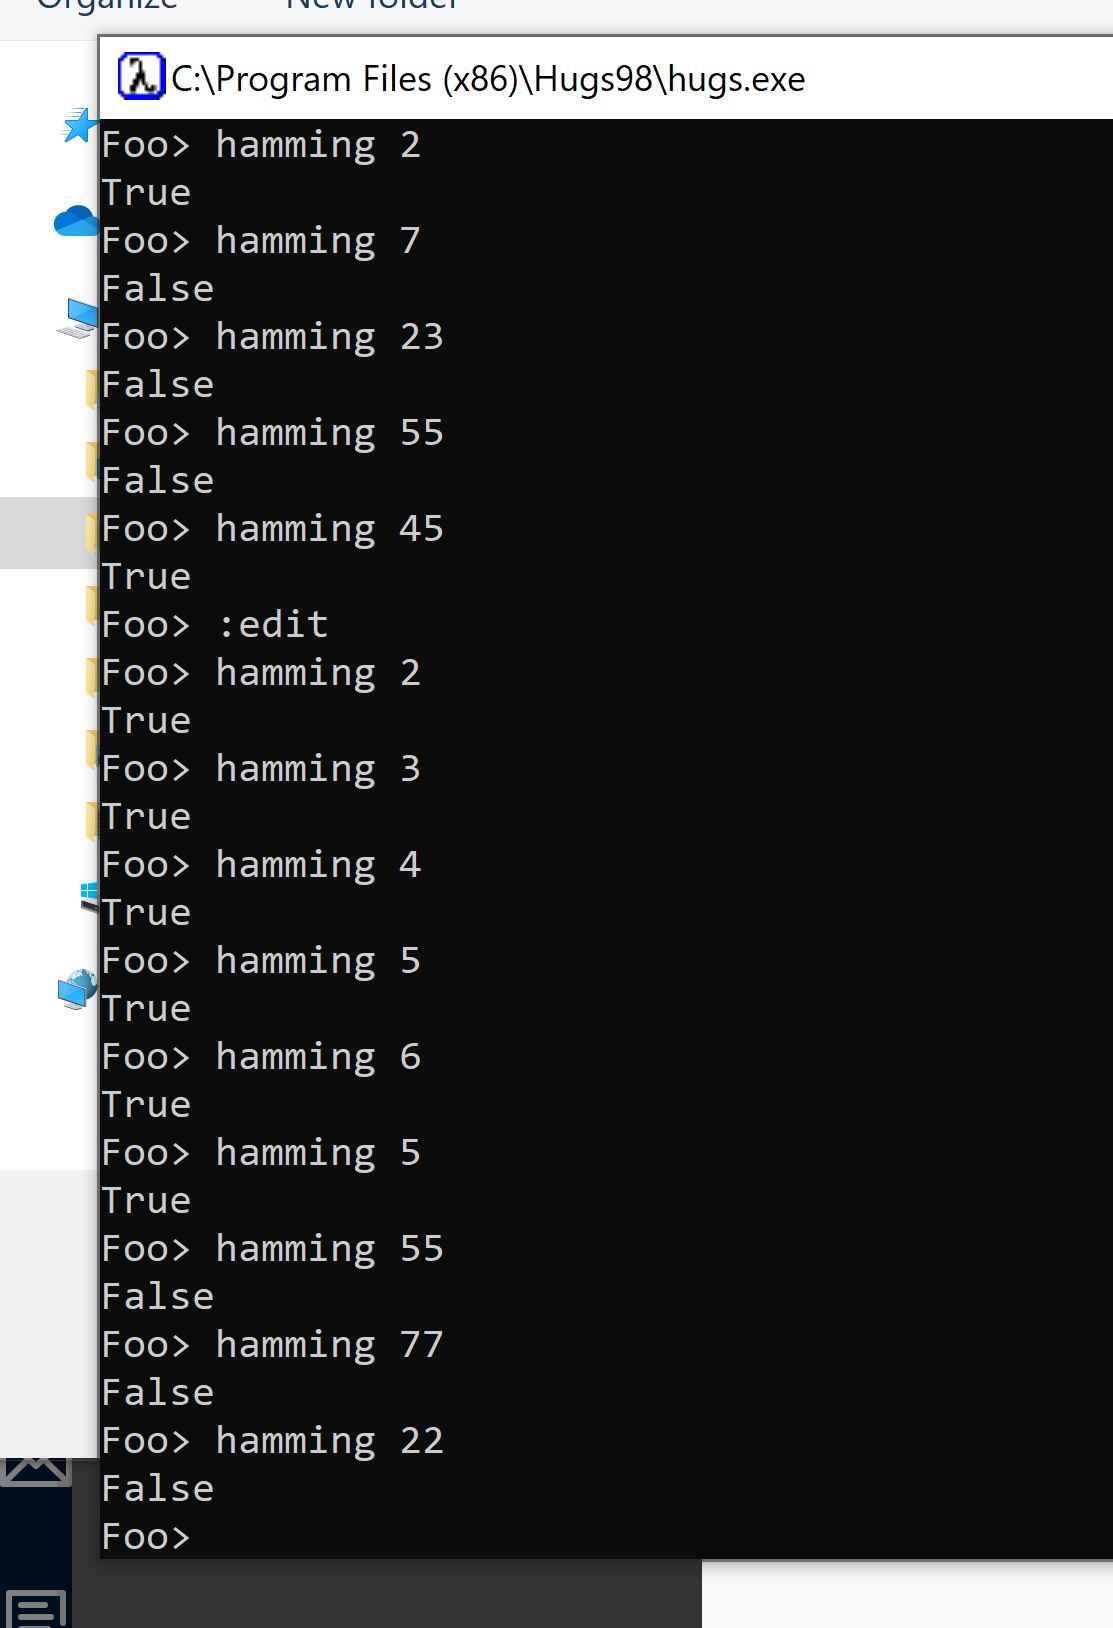 Organize New folder
C:\Program Files (x86)\Hugs98\hugs.exe
Foo> hamming 2
True
Foo> hamming 7
False
Foo> hamming 23
False
Foo> hamming 55
False
Foo> hamming 45
True
Foo> :edit
Foo> hamming 2
True
Foo> hamming 3
True
Foo> hamming 4
True
Foo> hamming 5
True
Foo> hamming 6
True
Foo> hamming 5
True
Foo> hamming 55
False
Foo> hamming 77
False
Foo> hamming 22
False
Foo>